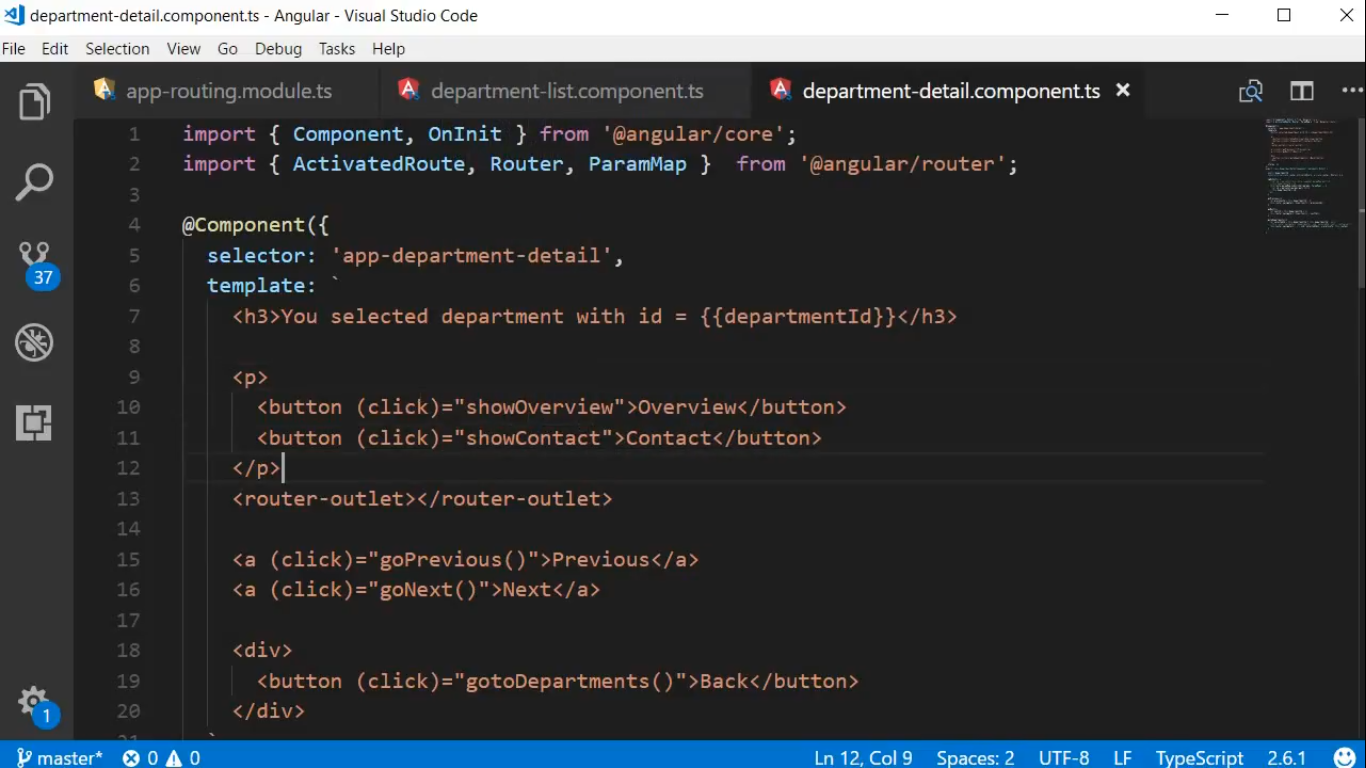 department-detail.component.ts - Angular - Visual Studio Code
File Edit Selection View Go Debug Tasks Help
app-routing.module.ts department-list.component.ts department-detail.component.ts
1 import { Component, OnInit } from '@angular/core';
2 import { ActivatedRoute, Router, ParamMap }  from '@angular/router';
3
4 @Component({
5   selector: 'app-department-detail',
6   template: `
7     <h3>You selected department with id = {{departmentId}}</h3>
8
9     <p>
10       <button (click)="showOverview">Overview</button>
11       <button (click)="showContact">Contact</button>
12     </p>
13     <router-outlet></router-outlet>
14
15     <a (click)="goPrevious()">Previous</a>
16     <a (click)="goNext()">Next</a>
17
18     <div>
19       <button (click)="gotoDepartments()">Back</button>
20     </div>
21   `
37
1
master* 0 0 Ln 12, Col 9 Spaces: 2 UTF-8 LF TypeScript 2.6.1